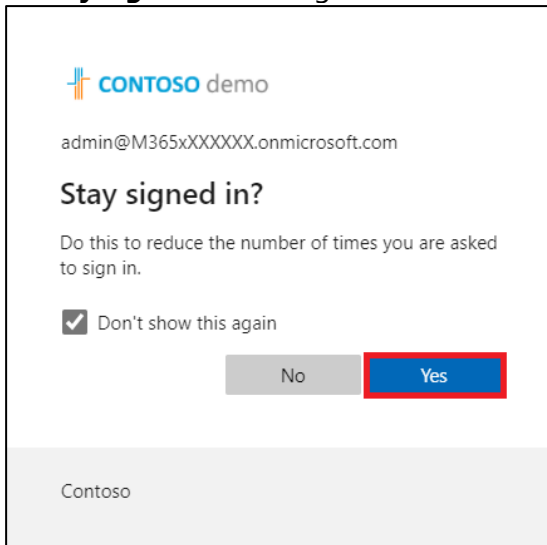 CONTOSO demo
admin@M365xXXXXXX.onmicrosoft.com
Stay signed in?
Do this to reduce the number of times you are asked
to sign in.
Don't show this again
No Yes
Contoso